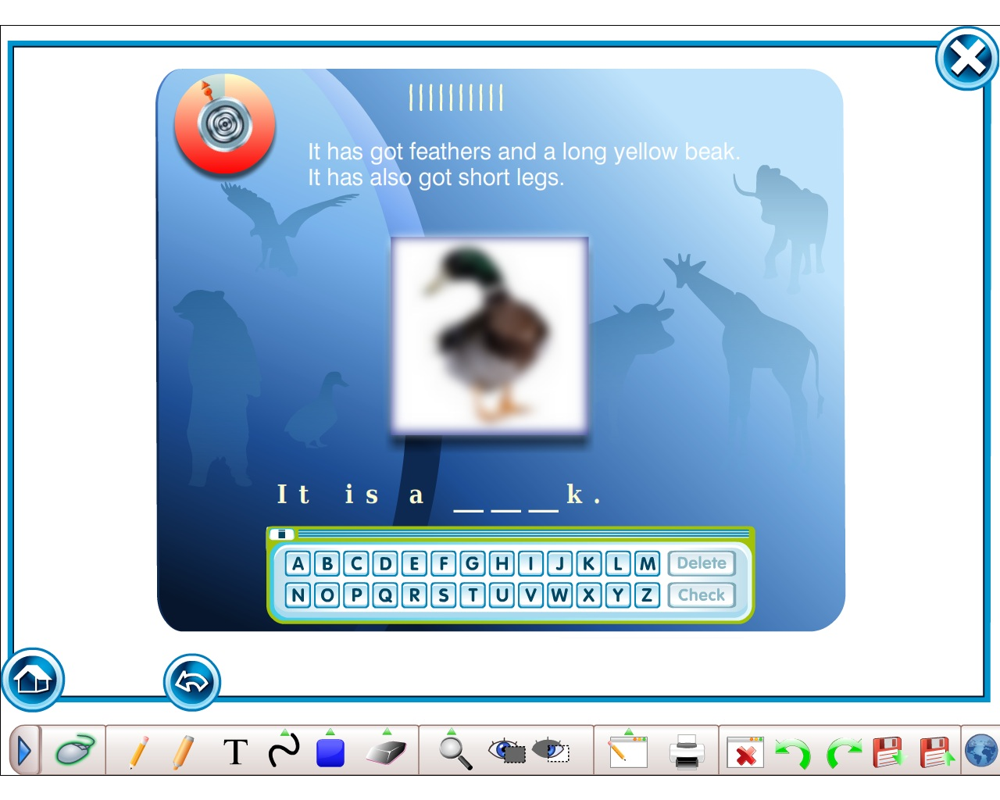 It has got feathers and a long yellow beak.
It has also got short legs.
It is a ___k.
A B C D E F G H I J K L M Delete
N O P Q R S T U V W X Y Z Check
T